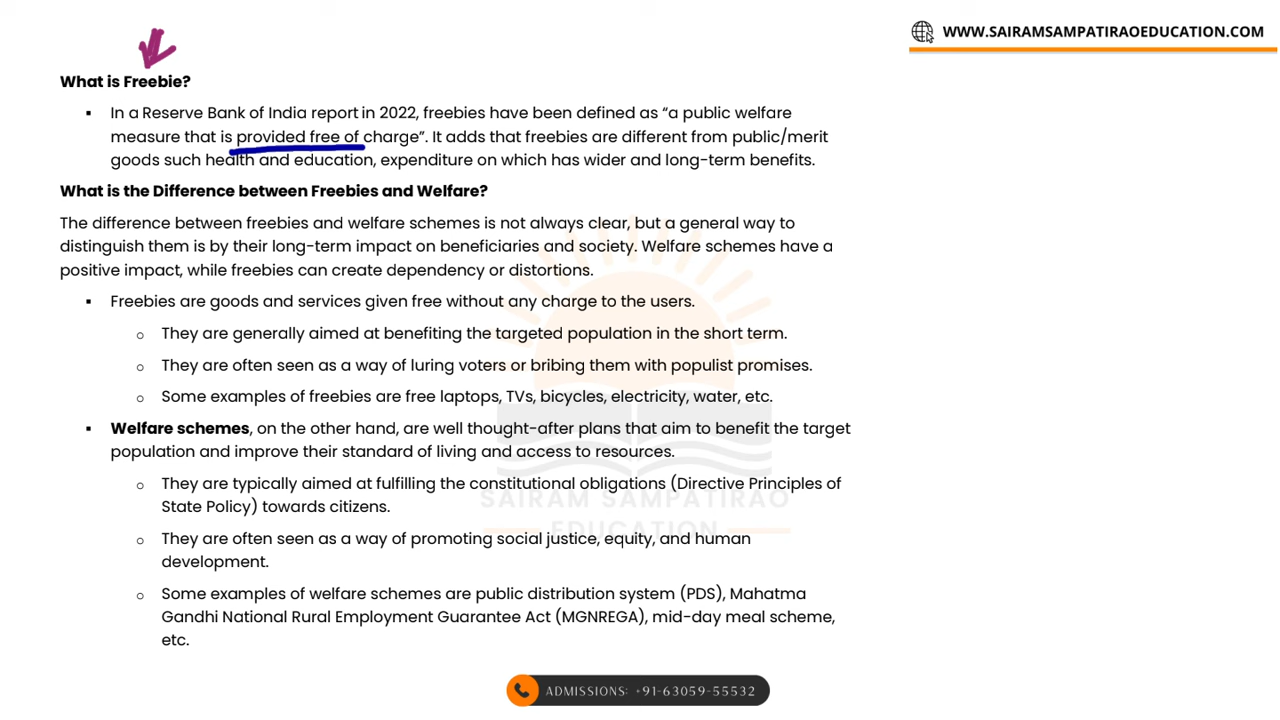 WWW.SAIRAMSAMPATIRAOEDUCATION.COM
What is Freebie?
▪ In a Reserve Bank of India report in 2022, freebies have been defined as “a public welfare
measure that is provided free of charge”. It adds that freebies are different from public/merit
goods such health and education, expenditure on which has wider and long-term benefits.
What is the Difference between Freebies and Welfare?
The difference between freebies and welfare schemes is not always clear, but a general way to
distinguish them is by their long-term impact on beneficiaries and society. Welfare schemes have a
positive impact, while freebies can create dependency or distortions.
▪ Freebies are goods and services given free without any charge to the users.
o They are generally aimed at benefiting the targeted population in the short term.
o They are often seen as a way of luring voters or bribing them with populist promises.
o Some examples of freebies are free laptops, TVs, bicycles, electricity, water, etc.
▪ Welfare schemes, on the other hand, are well thought-after plans that aim to benefit the target
population and improve their standard of living and access to resources.
o They are typically aimed at fulfilling the constitutional obligations (Directive Principles of
State Policy) towards citizens.
o They are often seen as a way of promoting social justice, equity, and human
development.
o Some examples of welfare schemes are public distribution system (PDS), Mahatma
Gandhi National Rural Employment Guarantee Act (MGNREGA), mid-day meal scheme,
etc.
SAIRAM SAMPATIRAO
EDUCATION
ADMISSIONS: +91-63059-55532